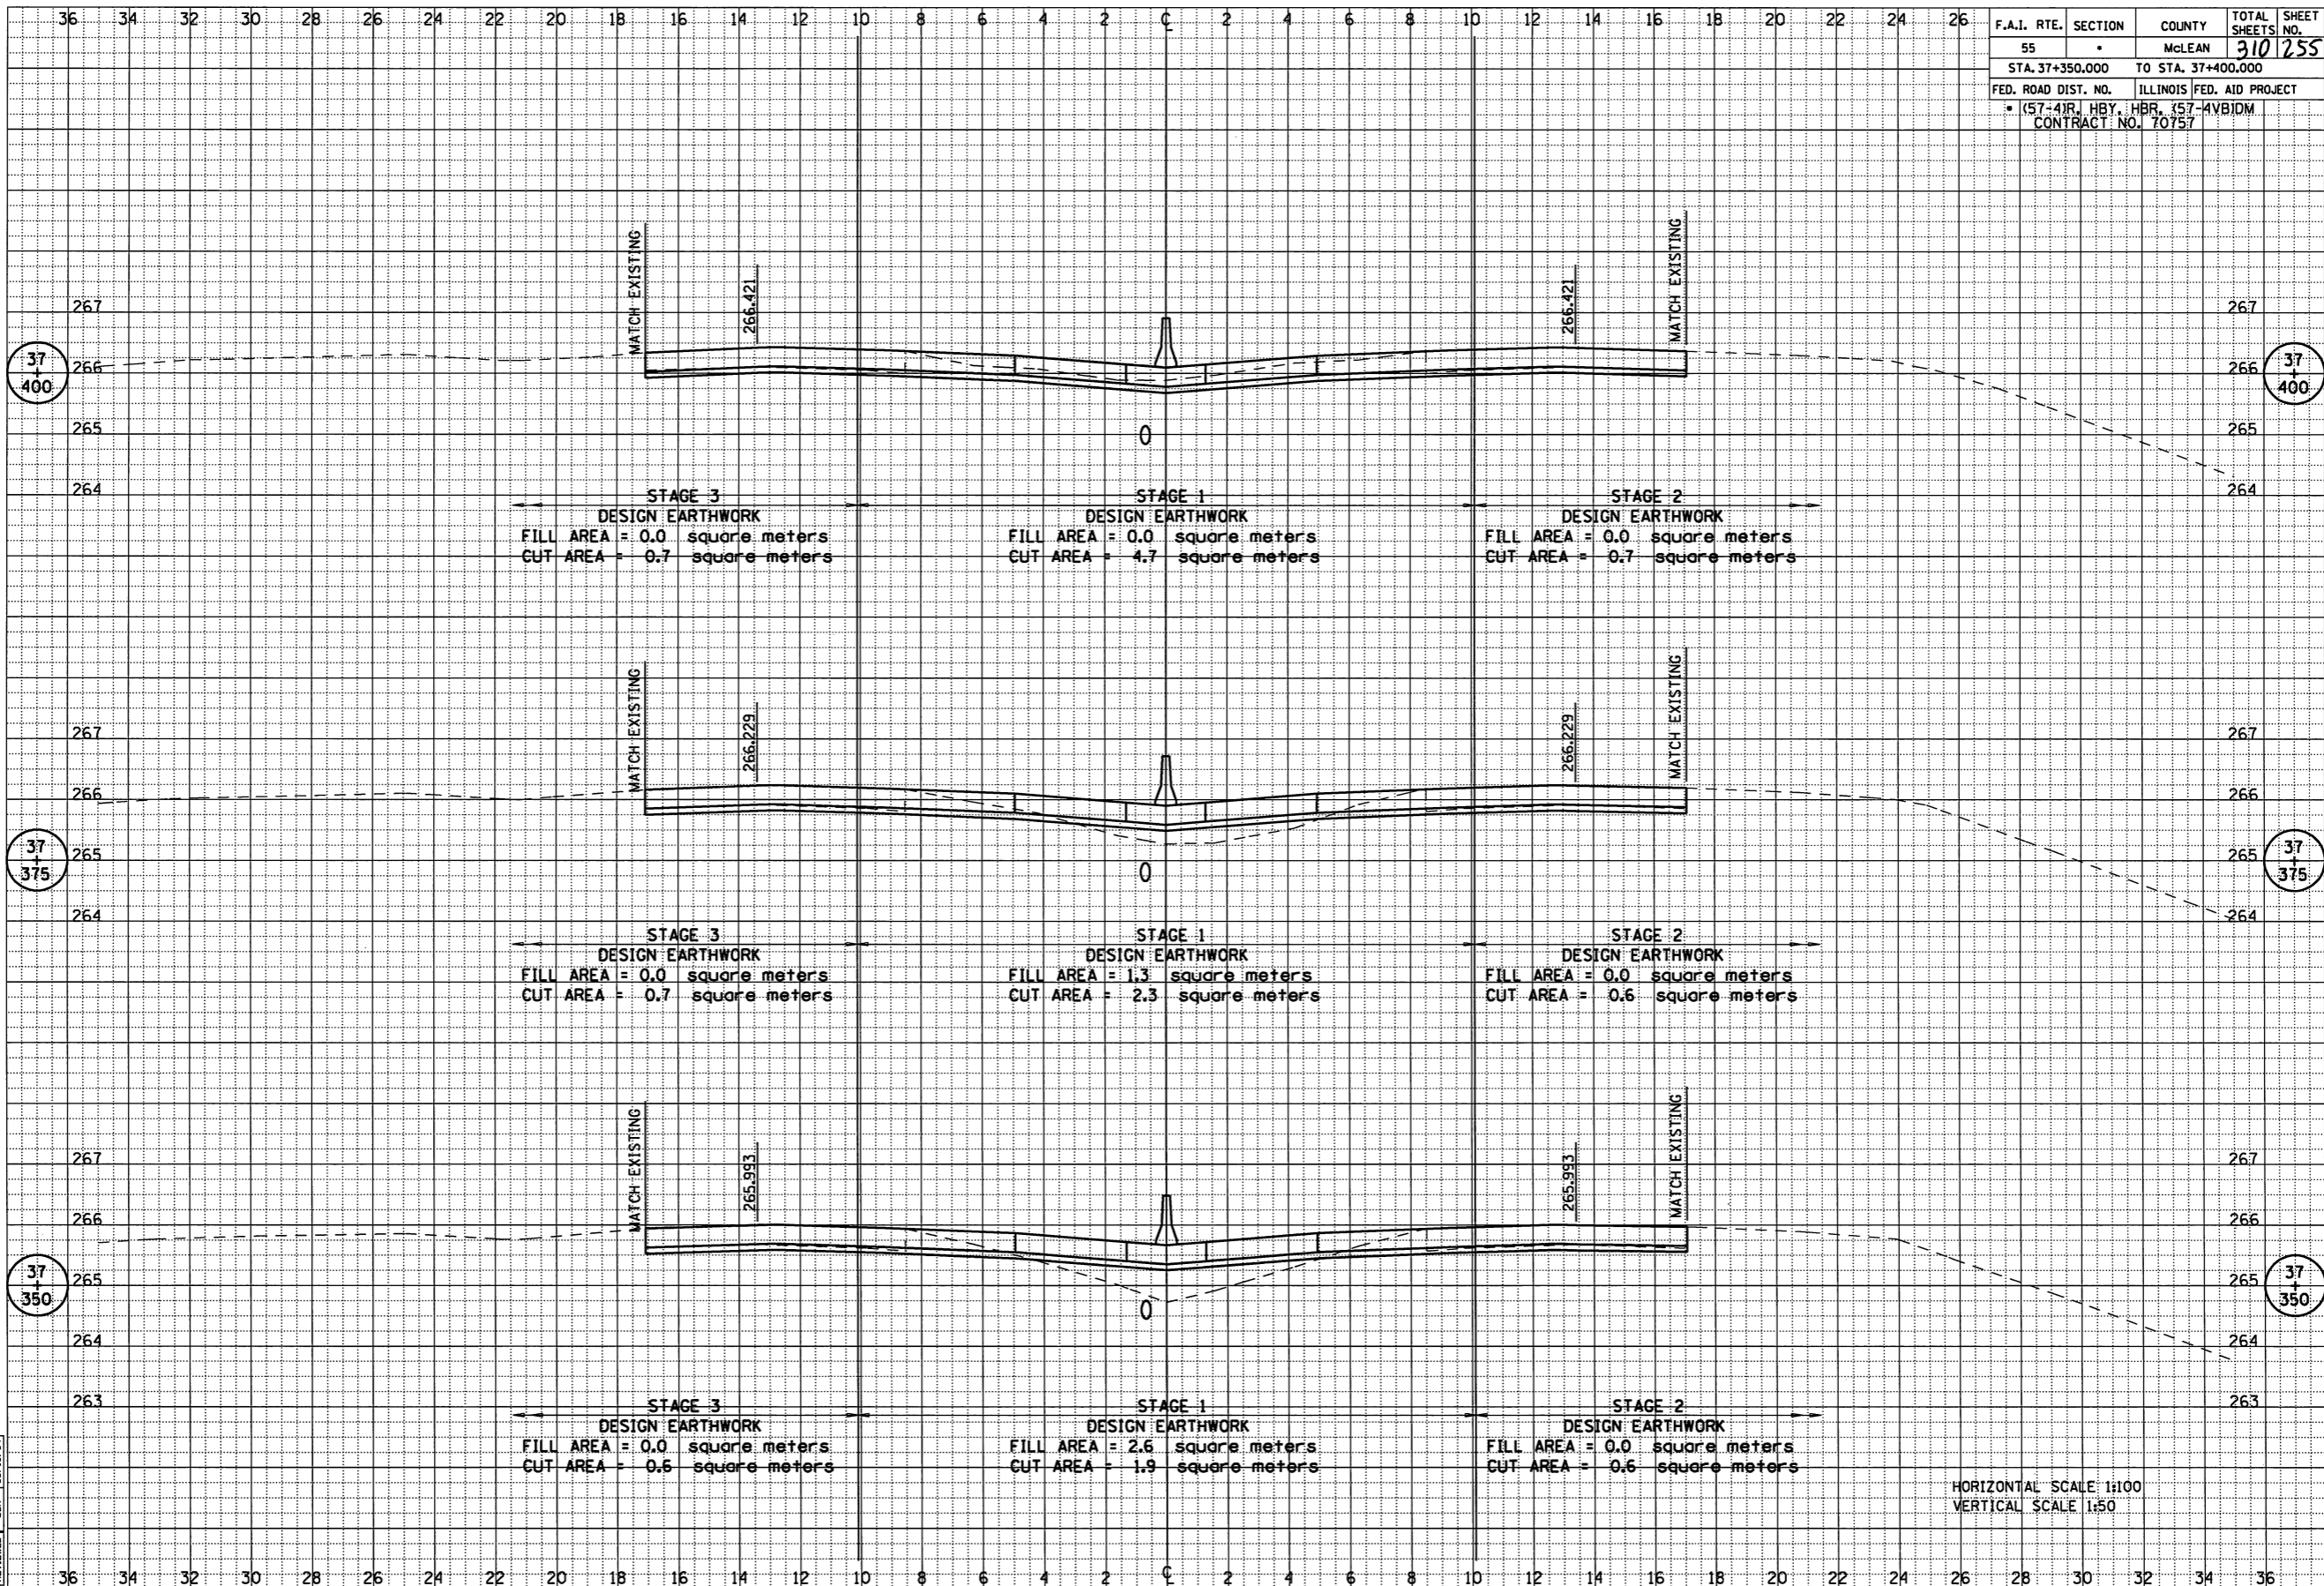 36 34 32 30 28 26 24 22 20 18 16 14 12 10 8 6 4 2 ℄ 2 4 6 8 10 12 14 16 18 20 22 24 26
F.A.I. RTE. SECTION COUNTY TOTAL SHEETS SHEET NO.
55 • McLEAN 310 255
STA. 37+350.000 TO STA. 37+400.000
FED. ROAD DIST. NO. ILLINOIS FED. AID PROJECT
• (57-4)R, HBY, HBR, (57-4VB)DM
CONTRACT NO. 70757
MATCH EXISTING
266.421
266.421
MATCH EXISTING
267 267
37 + 400
266 266
37 + 400
265 0 265
264 264
STAGE 3
DESIGN EARTHWORK
FILL AREA = 0.0 square meters
CUT AREA = 0.7 square meters
STAGE 1
DESIGN EARTHWORK
FILL AREA = 0.0 square meters
CUT AREA = 4.7 square meters
STAGE 2
DESIGN EARTHWORK
FILL AREA = 0.0 square meters
CUT AREA = 0.7 square meters
MATCH EXISTING
266.229
266.229
MATCH EXISTING
267 267
266 266
37 + 375
265 0 265
37 + 375
264 264
STAGE 3
DESIGN EARTHWORK
FILL AREA = 0.0 square meters
CUT AREA = 0.7 square meters
STAGE 1
DESIGN EARTHWORK
FILL AREA = 1.3 square meters
CUT AREA = 2.3 square meters
STAGE 2
DESIGN EARTHWORK
FILL AREA = 0.0 square meters
CUT AREA = 0.6 square meters
MATCH EXISTING
265.993
265.993
MATCH EXISTING
267 267
266 266
37 + 350
265 0 265
37 + 350
264 264
263 263
STAGE 3
DESIGN EARTHWORK
FILL AREA = 0.0 square meters
CUT AREA = 0.6 square meters
STAGE 1
DESIGN EARTHWORK
FILL AREA = 2.6 square meters
CUT AREA = 1.9 square meters
STAGE 2
DESIGN EARTHWORK
FILL AREA = 0.0 square meters
CUT AREA = 0.6 square meters
HORIZONTAL SCALE 1:100
VERTICAL SCALE 1:50
36 34 32 30 28 26 24 22 20 18 16 14 12 10 8 6 4 2 ℄ 2 4 6 8 10 12 14 16 18 20 22 24 26 28 30 32 34 36